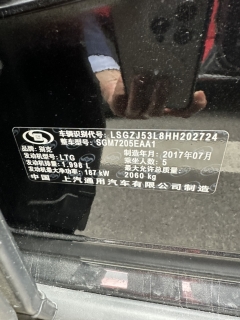 车辆识别代号: LSGZJ53L8HH202724
整车型号: SGM7205EAA1
品牌: 别克 制造年月: 2017年07月
发动机型号: LTG 乘坐人数: 5
发动机排量: 1.998 L 最大允许总质量:
发动机最大净功率: 187 kW 2060 kg
中国 上汽通用汽车有限公司制造